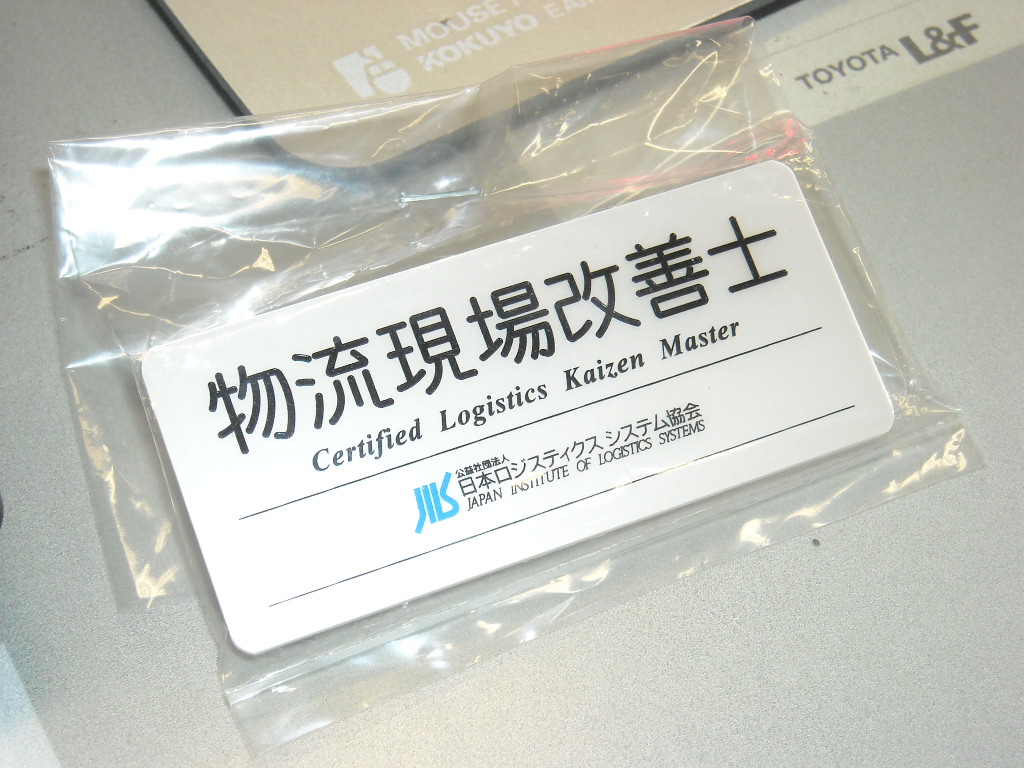 MOUSE
KOKUYO
TOYOTA L&F
物流現場改善士
Certified Logistics Kaizen Master
JILS
公益社団法人
日本ロジスティクスシステム協会
JAPAN INSTITUTE OF LOGISTICS SYSTEMS